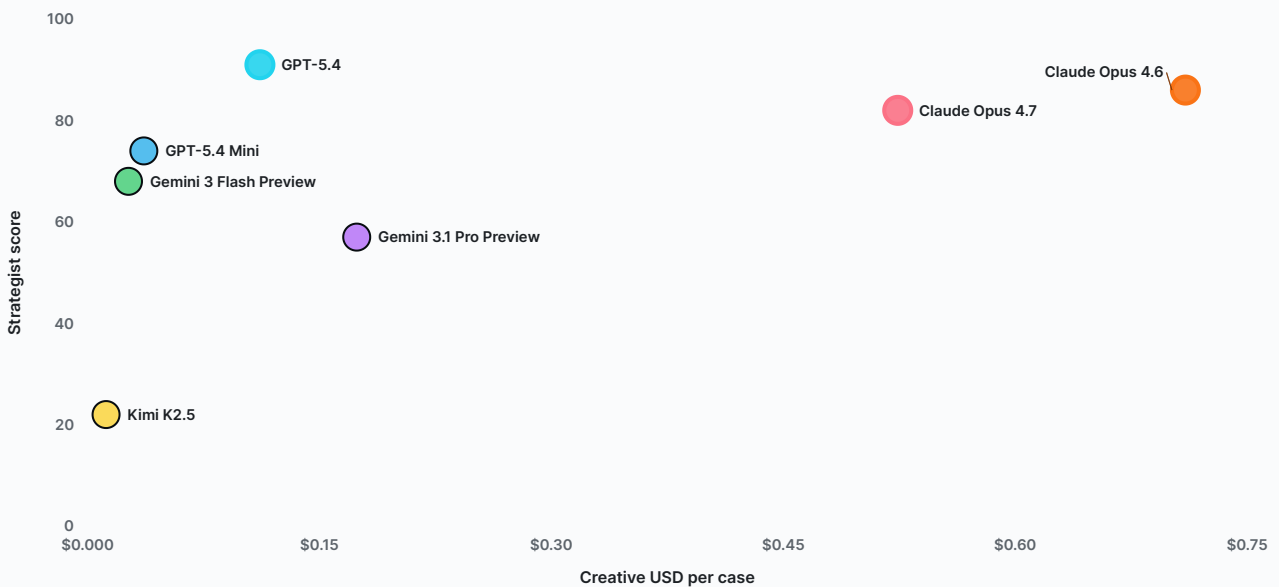 100
GPT-5.4
Claude Opus 4.6
Claude Opus 4.7
80
GPT-5.4 Mini
Gemini 3 Flash Preview
60
Gemini 3.1 Pro Preview
Strategist score
40
Kimi K2.5
20
0
$0.000 $0.15 $0.30 $0.45 $0.60 $0.75
Creative USD per case